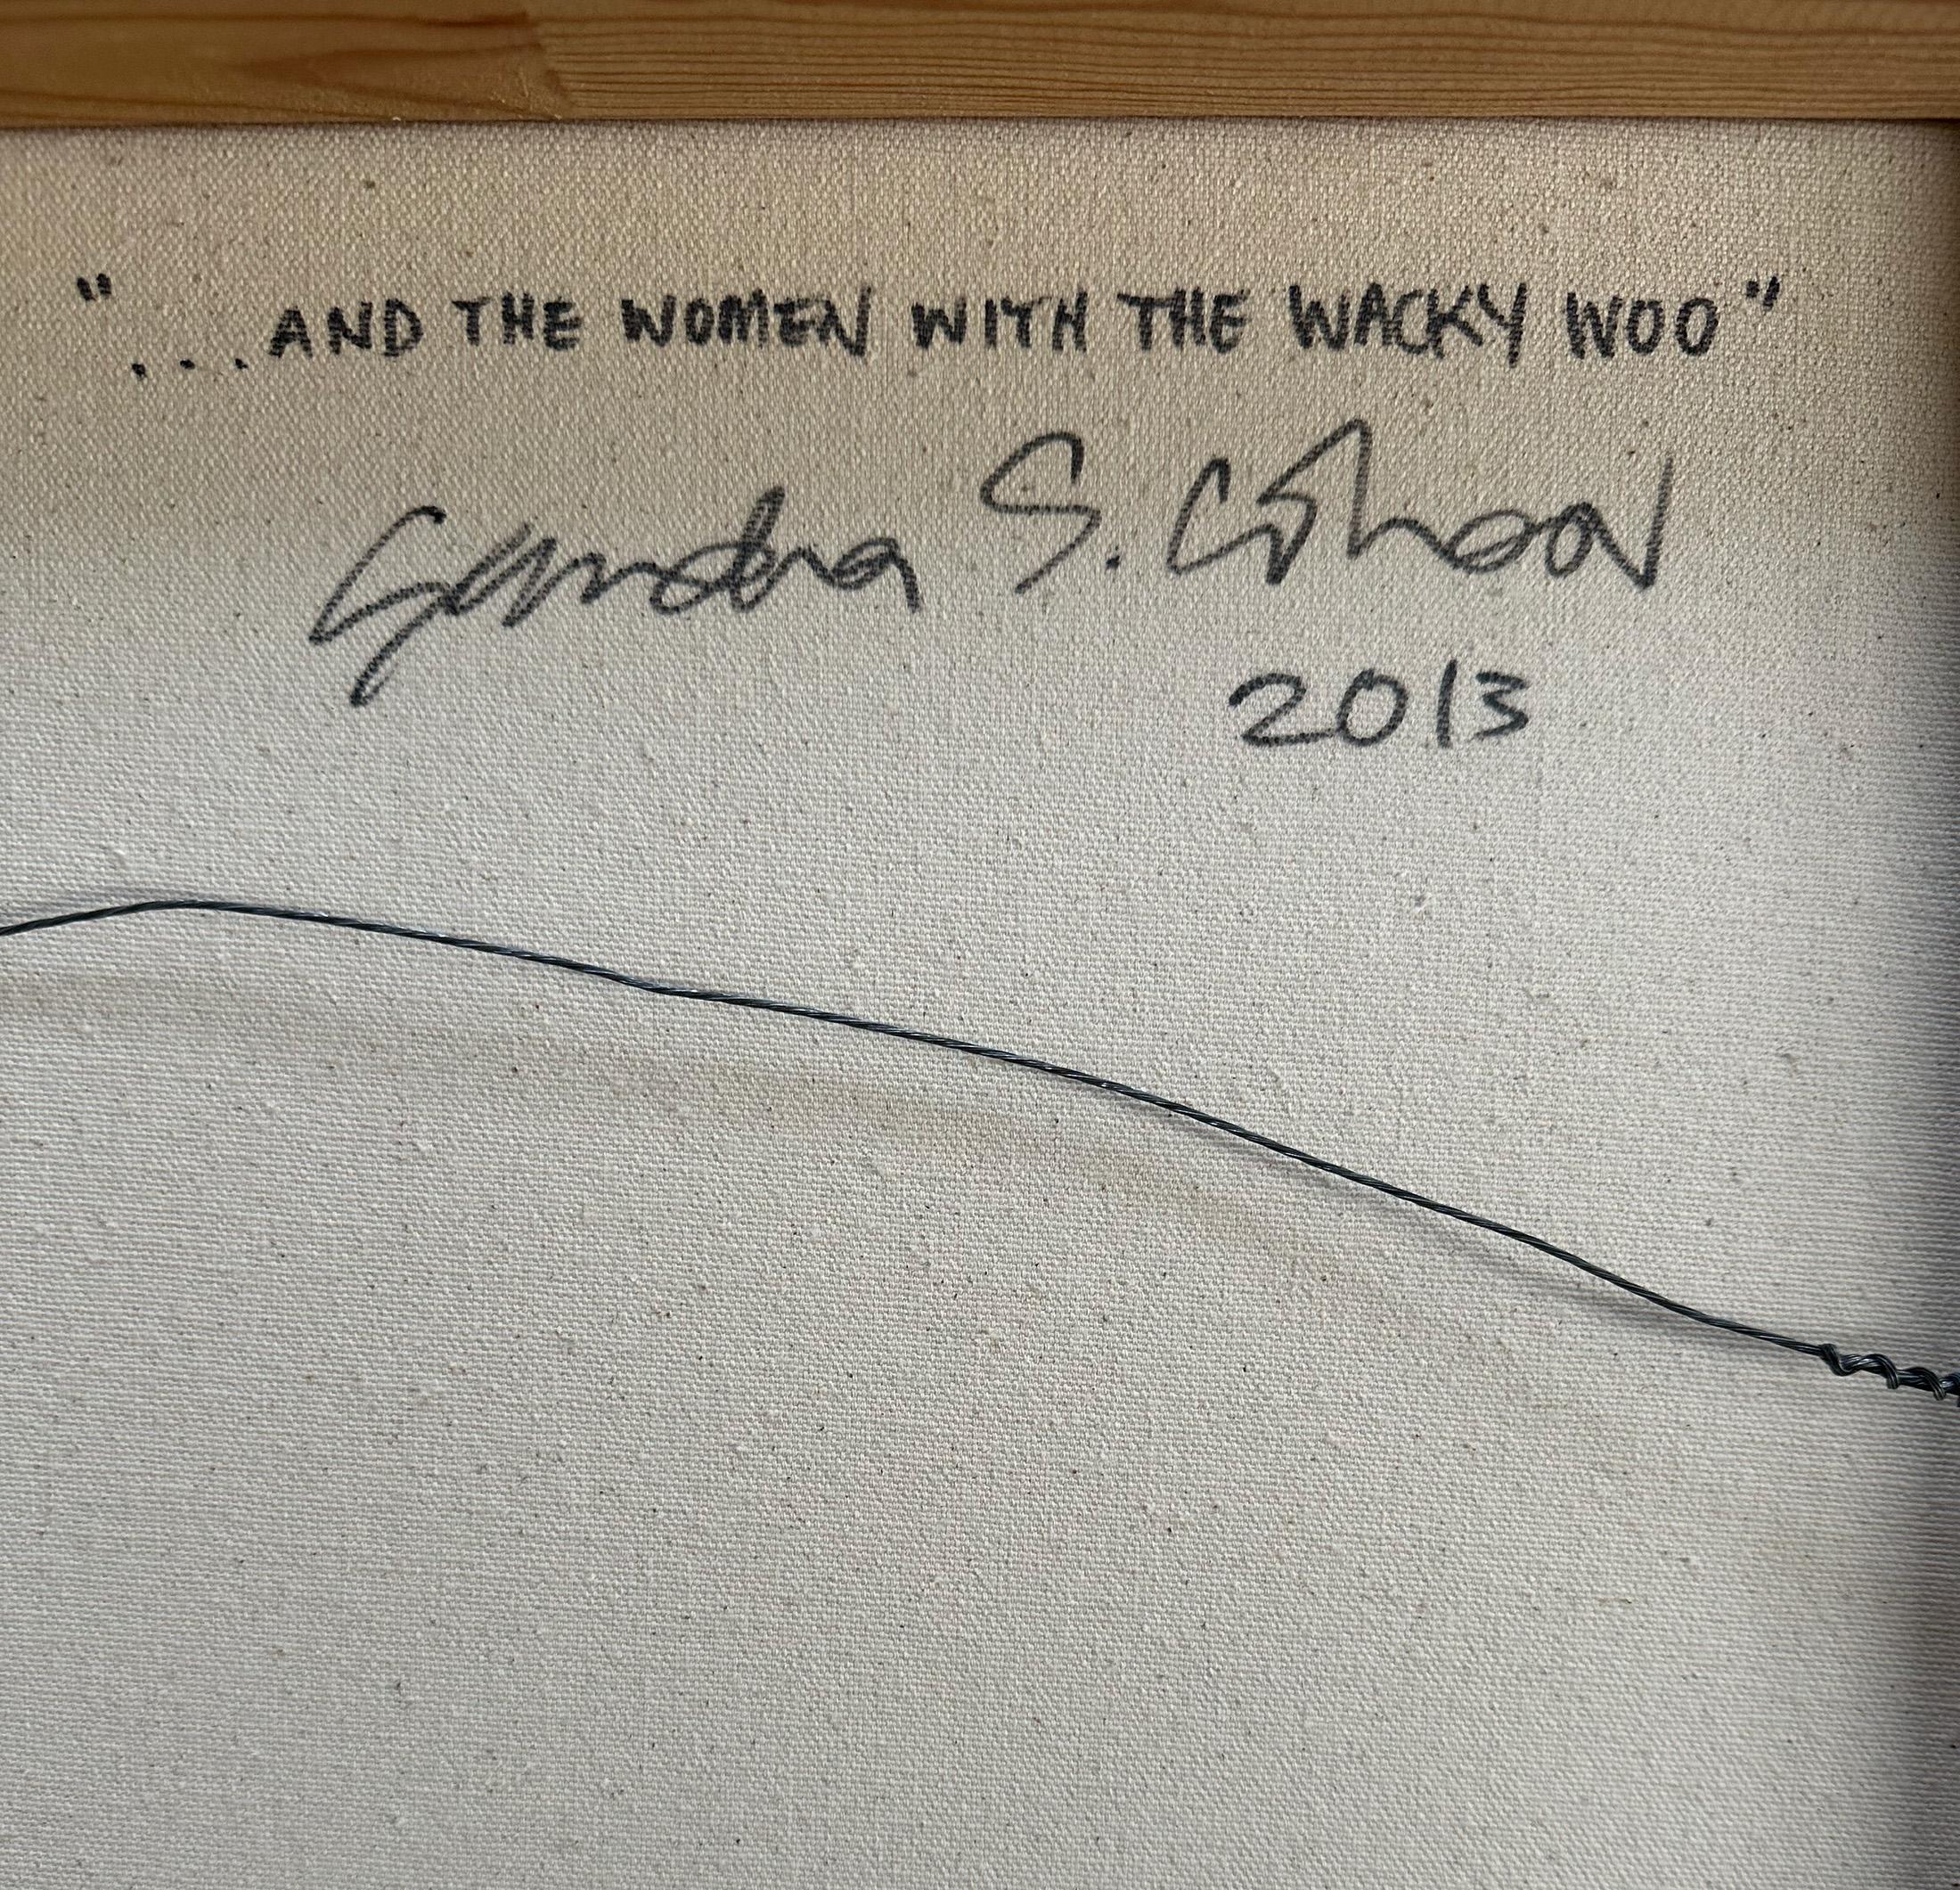 "...AND THE WOMEN WITH THE WACKY WOO"
S.
2013